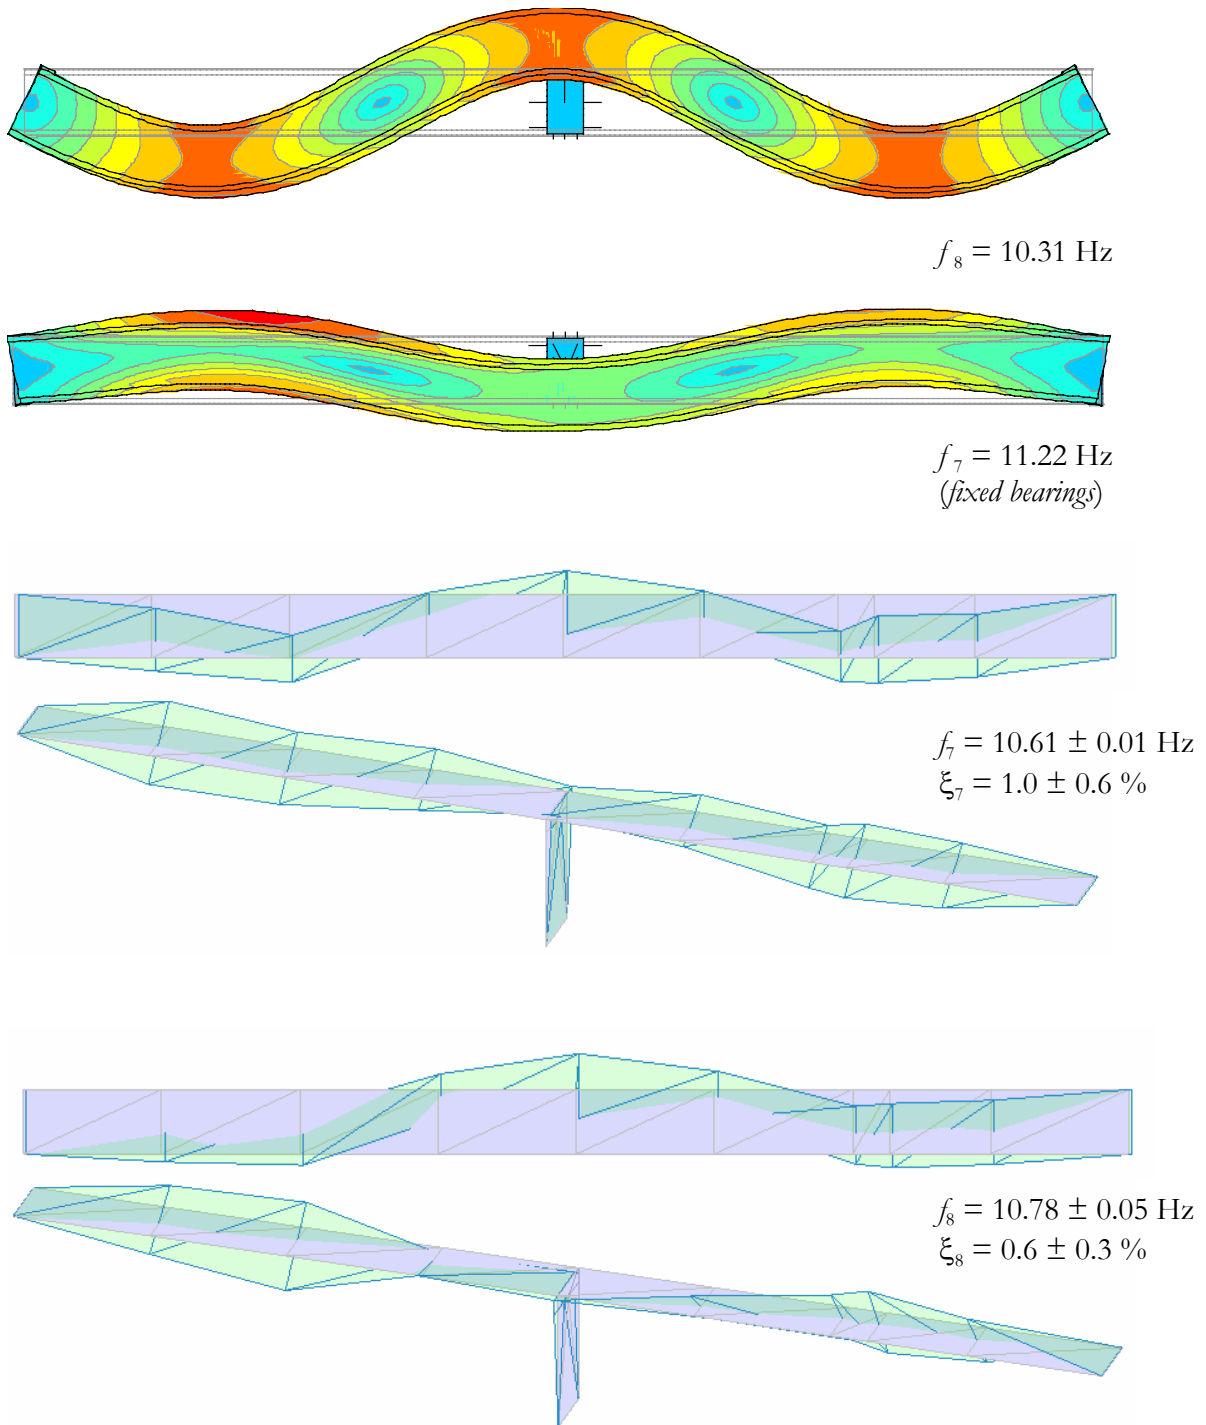 f₈ = 10.31 Hz
f₇ = 11.22 Hz
(fixed bearings)
f₇ = 10.61 ± 0.01 Hz
ξ₇ = 1.0 ± 0.6 %
f₈ = 10.78 ± 0.05 Hz
ξ₈ = 0.6 ± 0.3 %